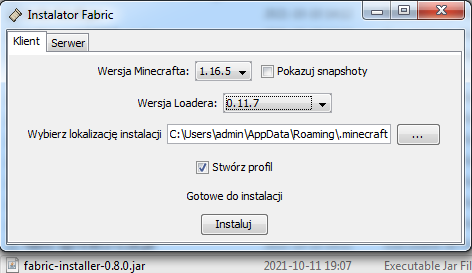 Instalator Fabric
Klient Serwer
Wersja Minecrafta: 1.16.5 Pokazuj snapshoty
Wersja Loadera: 0.11.7
Wybierz lokalizację instalacji C:\Users\admin\AppData\Roaming\.minecraft ...
Stwórz profil
Gotowe do instalacji
Instaluj
fabric-installer-0.8.0.jar 2021-10-11 19:07 Executable Jar Fil